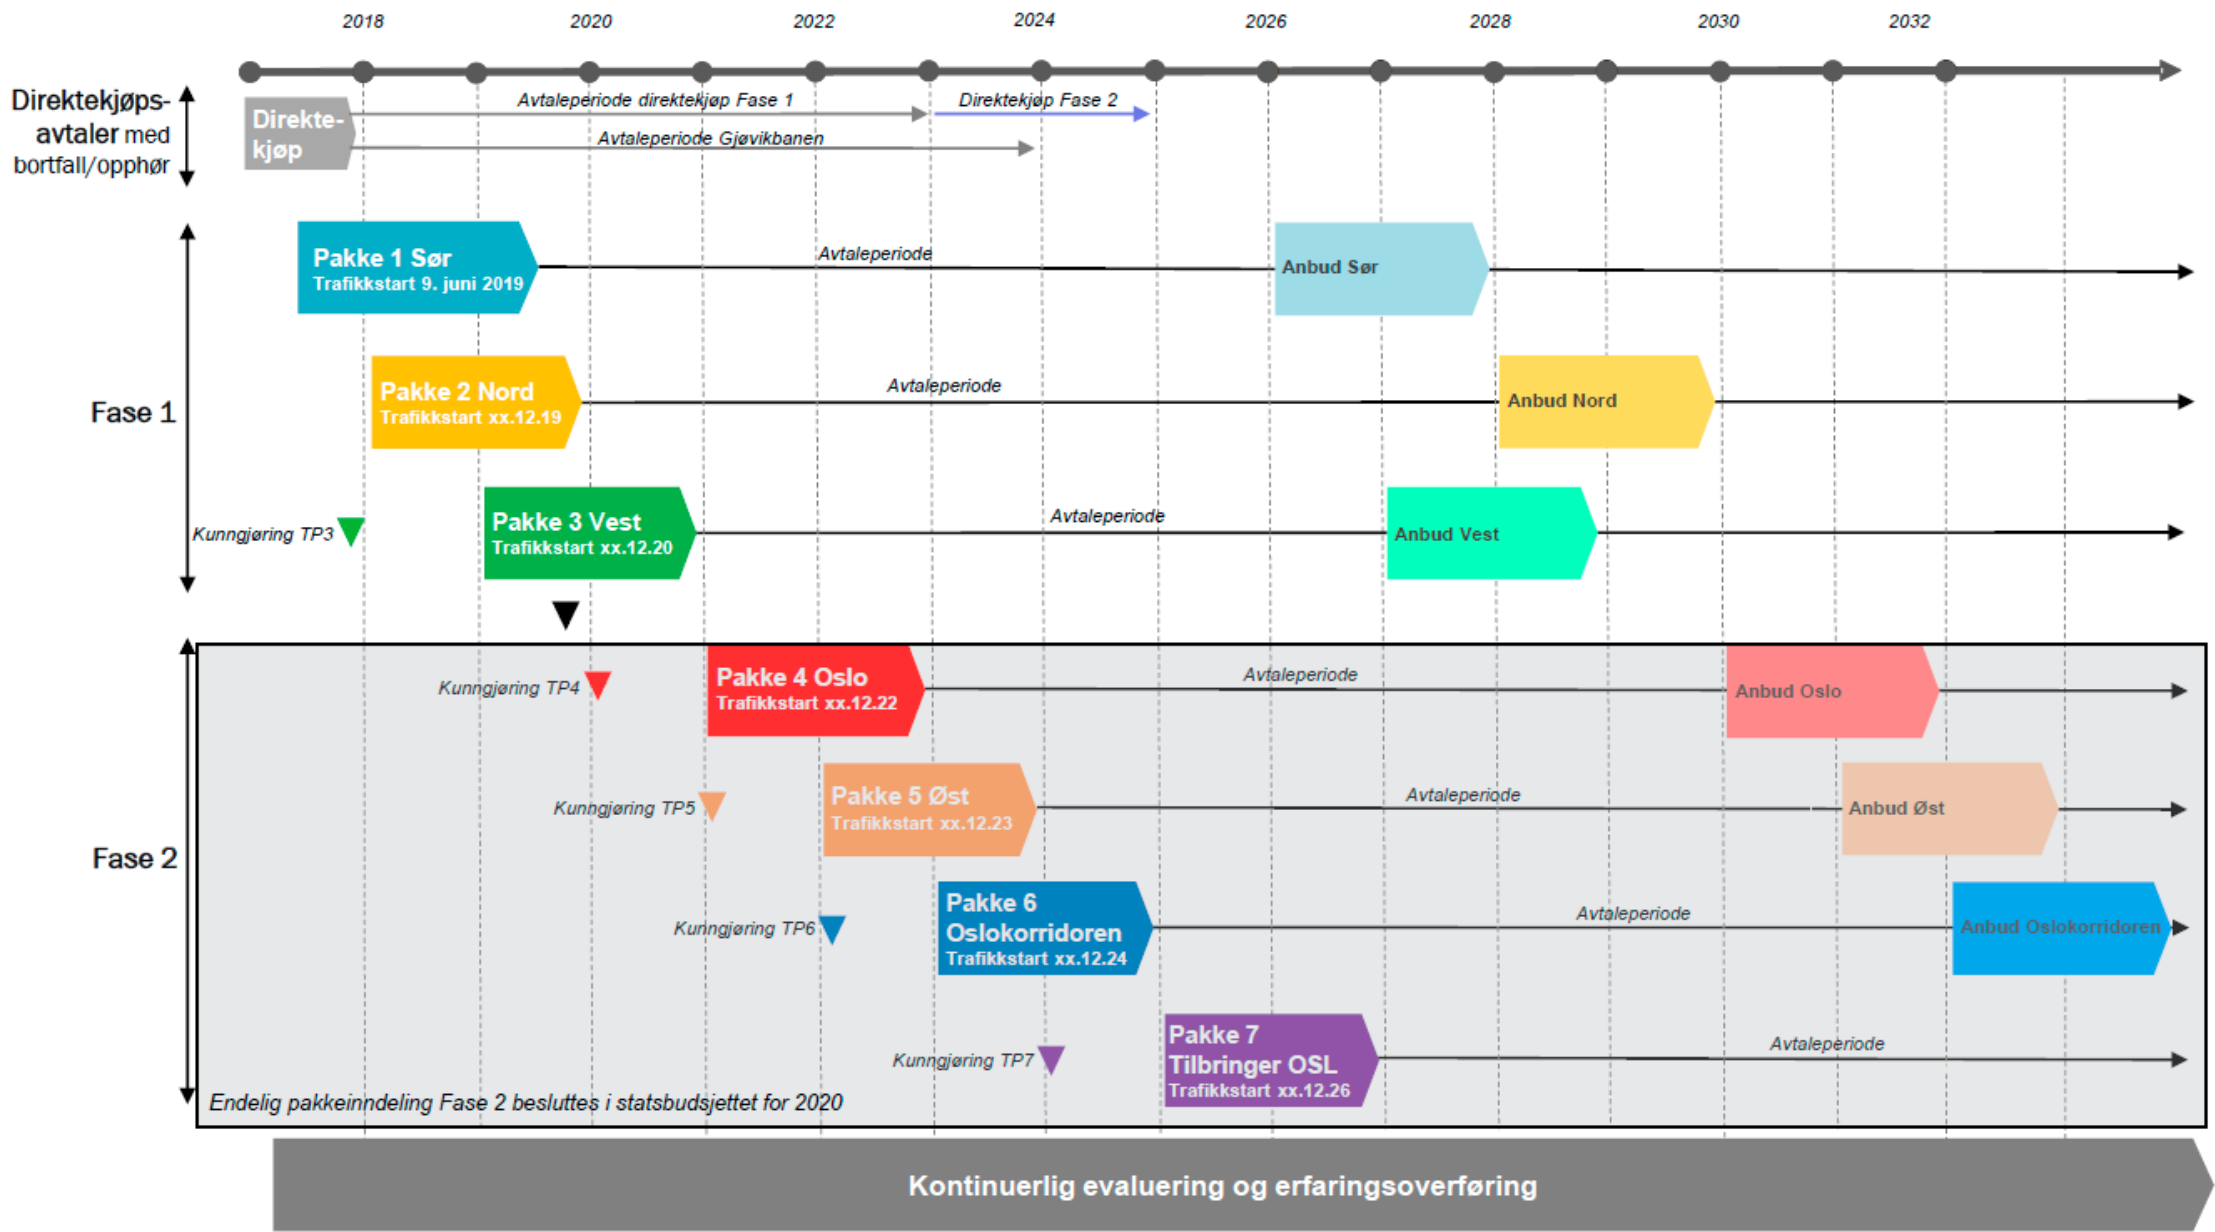 2018 2020 2022 2024 2026 2028 2030 2032
Direktekjøps-
avtaler med
bortfall/opphør
Direkte-
kjøp
Avtaleperiode direktekjøp Fase 1
Direktekjøp Fase 2
Avtaleperiode Gjøvikbanen
Fase 1
Pakke 1 Sør
Trafikkstart 9. juni 2019
Avtaleperiode
Anbud Sør
Pakke 2 Nord
Trafikkstart xx.12.19
Avtaleperiode
Anbud Nord
Kunngjøring TP3
Pakke 3 Vest
Trafikkstart xx.12.20
Avtaleperiode
Anbud Vest
Fase 2
Kunngjøring TP4
Pakke 4 Oslo
Trafikkstart xx.12.22
Avtaleperiode
Anbud Oslo
Kunngjøring TP5
Pakke 5 Øst
Trafikkstart xx.12.23
Avtaleperiode
Anbud Øst
Kunngjøring TP6
Pakke 6
Oslokorridoren
Trafikkstart xx.12.24
Avtaleperiode
Anbud Oslokorridoren
Kunngjøring TP7
Pakke 7
Tilbringer OSL
Trafikkstart xx.12.26
Avtaleperiode
Endelig pakkeinndeling Fase 2 besluttes i statsbudsjettet for 2020
Kontinuerlig evaluering og erfaringsoverføring